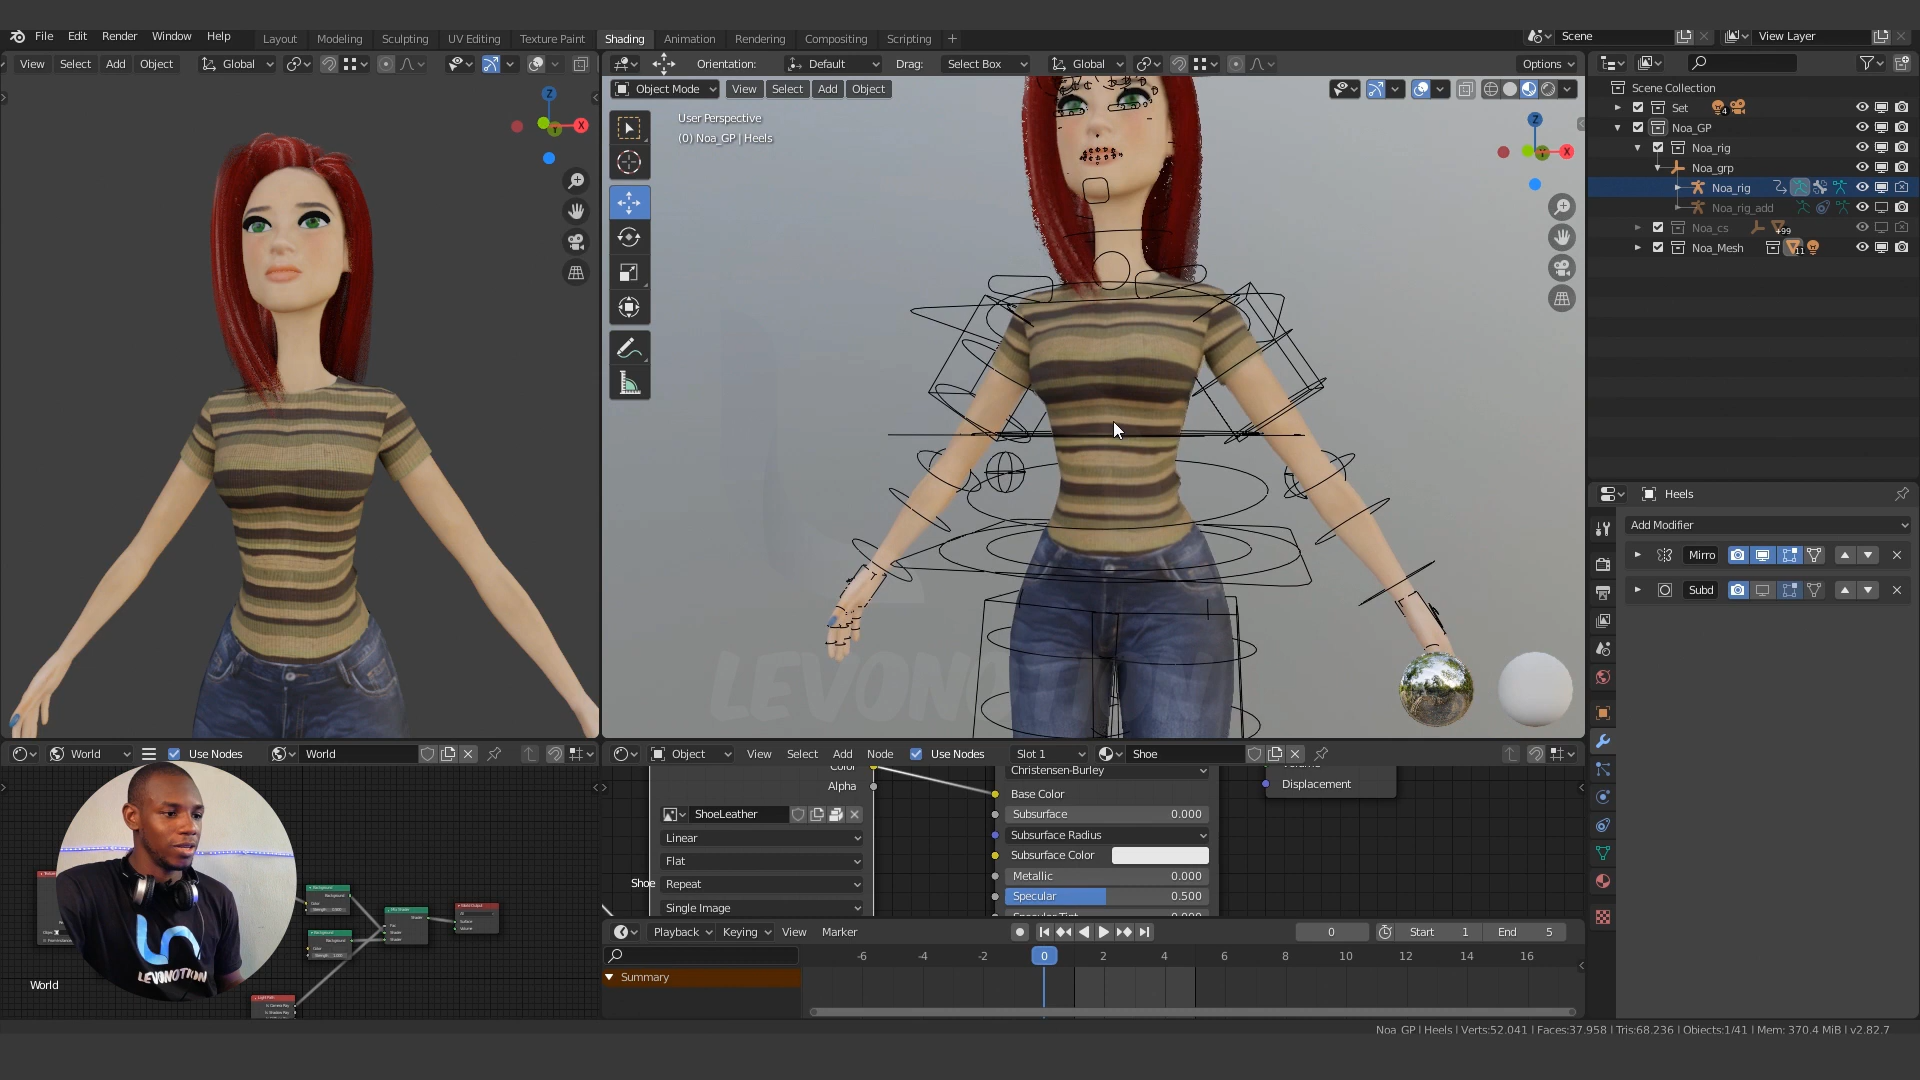 File Edit Render Window Help Layout Modeling Sculpting UV Editing Texture Paint Shading Animation Rendering Compositing Scripting + Scene View Layer
View Select Add Object Global
Orientation: Default Drag: Select Box Global Options
Object Mode View Select Add Object
User Perspective
(0) Noa_GP | Heels
Z
X
Z
X
Scene Collection
Set 4
Noa_GP
Noa_rig
Noa_grp
Noa_rig
Noa_rig_add
Noa_cs +99
Noa_Mesh 11
Heels
Add Modifier
Mirro
Subd
LEVONOTION
World Use Nodes World
Object View Select Add Node Use Nodes Slot 1 Shoe
Color
Alpha
ShoeLeather
Linear
Flat
Repeat
Single Image
Shoe
Christensen-Burley
Base Color
Subsurface 0.000
Subsurface Radius
Subsurface Color
Metallic 0.000
Specular 0.500
Displacement
LEVONOTION
World
Playback Keying View Marker 0 Start 1 End 5
-6 -4 -2 0 2 4 6 8 10 12 14 16
Summary
Noa_GP | Heels | Verts:52.041 | Faces:37.958 | Tris:68.236 | Objects:1/41 | Mem: 370.4 MiB | v2.82.7